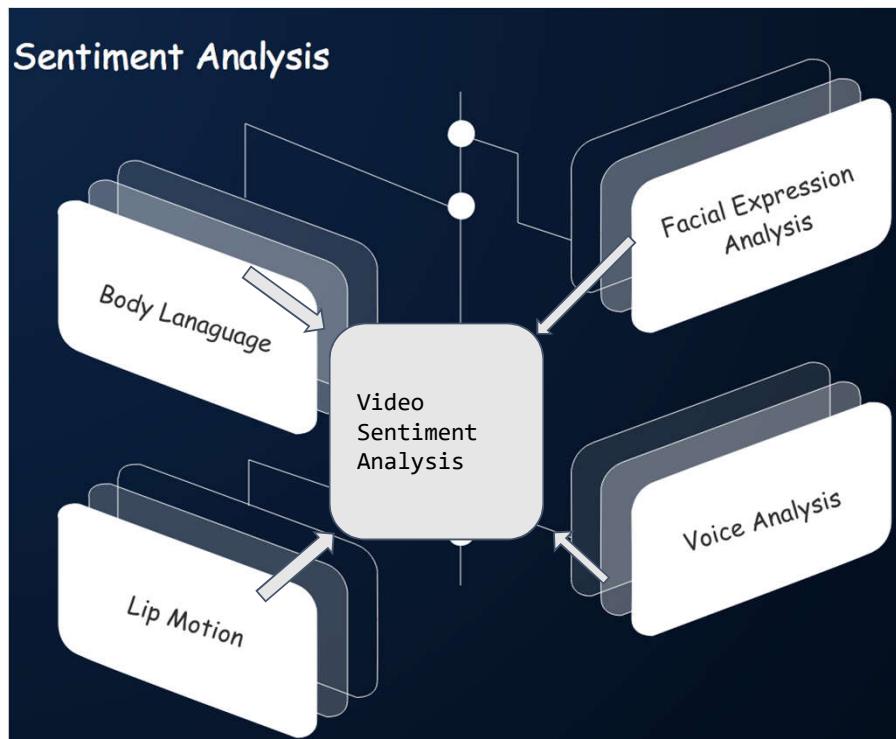 Sentiment Analysis
Facial Expression
Analysis
Body Lanaguage
Video
Sentiment
Analysis
Voice Analysis
Lip Motion